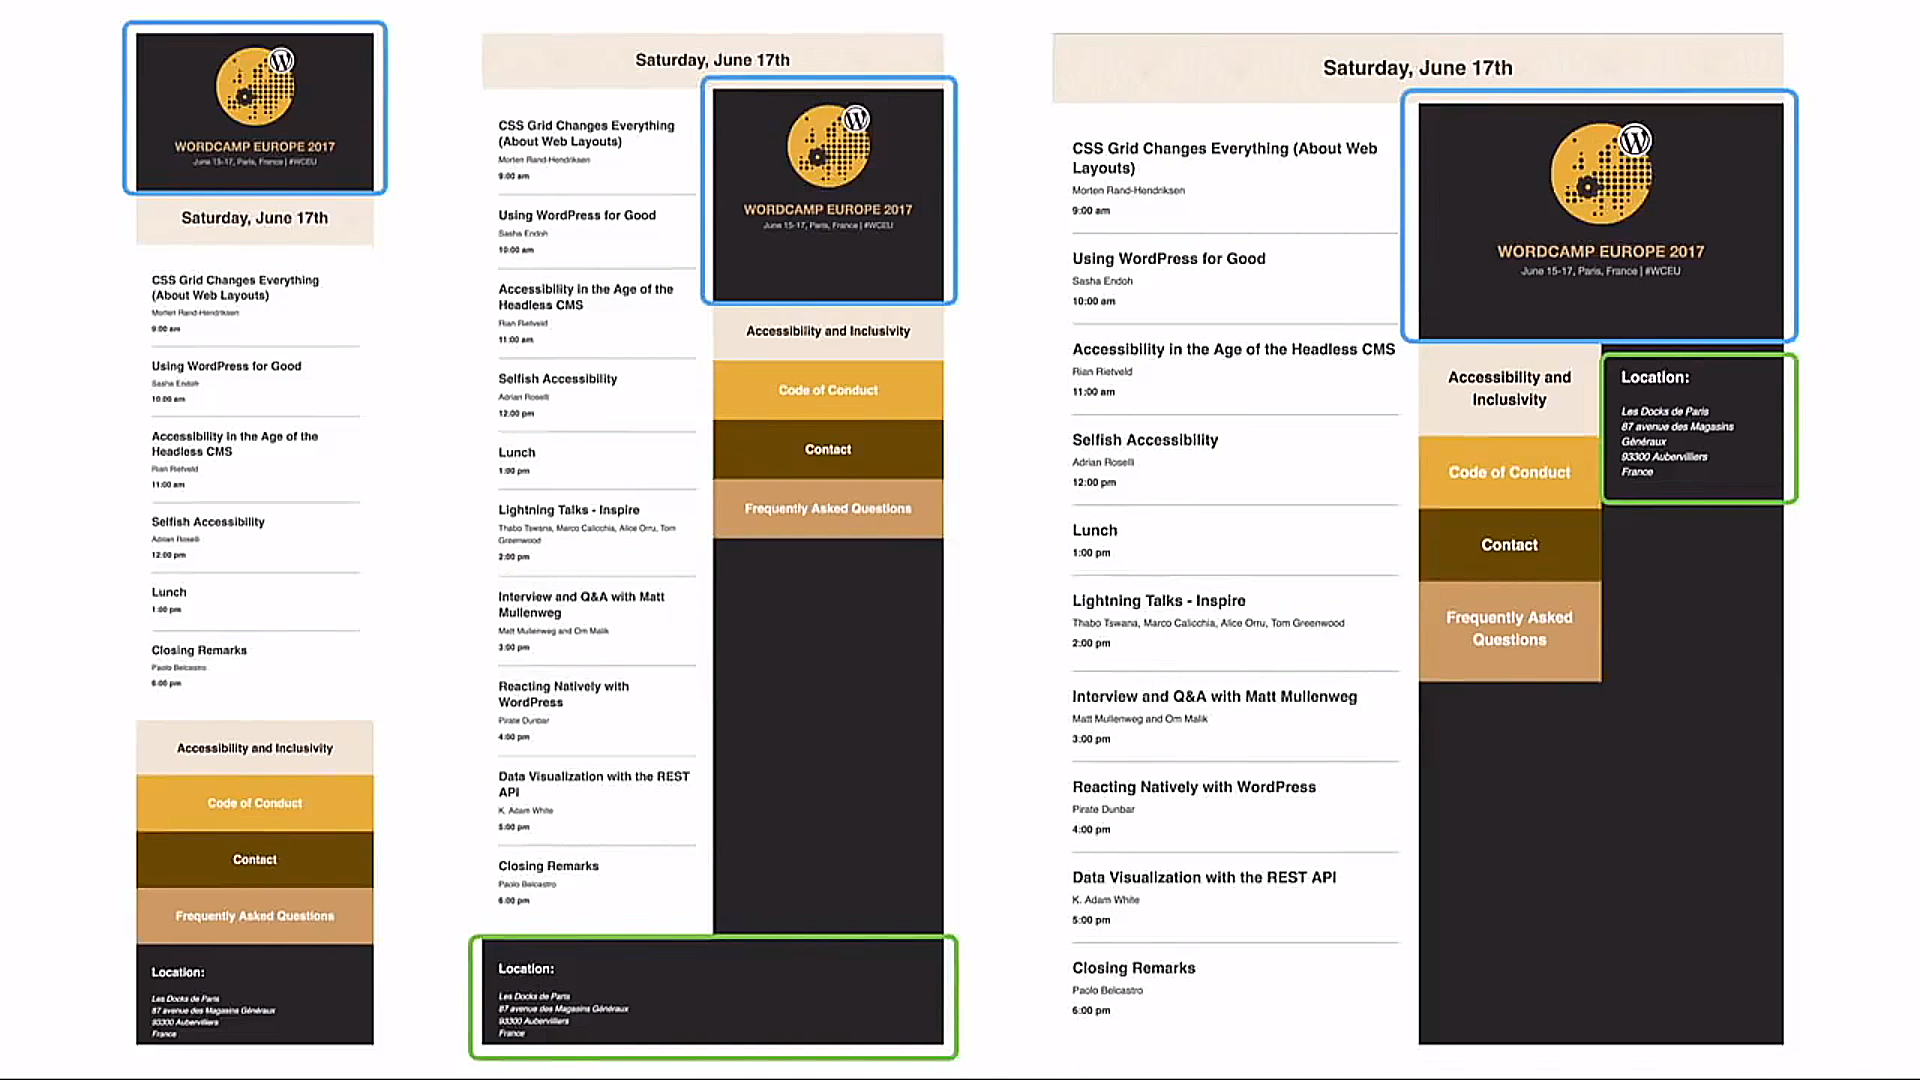 WORDCAMP EUROPE 2017
June 15-17, Paris, France | #WCEU
Saturday, June 17th
CSS Grid Changes Everything
(About Web Layouts)
Morten Rand-Hendriksen
9:00 am
Using WordPress for Good
Sasha Endoh
10:00 am
Accessibility in the Age of the
Headless CMS
Rian Rietveld
11:00 am
Selfish Accessibility
Adrian Roselli
12:00 pm
Lunch
1:00 pm
Closing Remarks
Paolo Belcastro
6:00 pm
Accessibility and Inclusivity
Code of Conduct
Contact
Frequently Asked Questions
Location:
Les Docks de Paris
87 avenue des Magasins Généraux
93300 Aubervilliers
France
Saturday, June 17th
CSS Grid Changes Everything
(About Web Layouts)
Morten Rand-Hendriksen
9:00 am
Using WordPress for Good
Sasha Endoh
10:00 am
Accessibility in the Age of the
Headless CMS
Rian Rietveld
11:00 am
Selfish Accessibility
Adrian Roselli
12:00 pm
Lunch
1:00 pm
Lightning Talks - Inspire
Thabo Tswana, Marco Calicchia, Alice Orru, Tom
Greenwood
2:00 pm
Interview and Q&A with Matt
Mullenweg
Matt Mullenweg and Om Malik
3:00 pm
Reacting Natively with
WordPress
Pirate Dunbar
4:00 pm
Data Visualization with the REST
API
K. Adam White
5:00 pm
Closing Remarks
Paolo Belcastro
6:00 pm
WORDCAMP EUROPE 2017
June 15-17, Paris, France | #WCEU
Accessibility and Inclusivity
Code of Conduct
Contact
Frequently Asked Questions
Location:
Les Docks de Paris
87 avenue des Magasins Généraux
93300 Aubervilliers
France
Saturday, June 17th
CSS Grid Changes Everything (About Web
Layouts)
Morten Rand-Hendriksen
9:00 am
Using WordPress for Good
Sasha Endoh
10:00 am
Accessibility in the Age of the Headless CMS
Rian Rietveld
11:00 am
Selfish Accessibility
Adrian Roselli
12:00 pm
Lunch
1:00 pm
Lightning Talks - Inspire
Thabo Tswana, Marco Calicchia, Alice Orru, Tom Greenwood
2:00 pm
Interview and Q&A with Matt Mullenweg
Matt Mullenweg and Om Malik
3:00 pm
Reacting Natively with WordPress
Pirate Dunbar
4:00 pm
Data Visualization with the REST API
K. Adam White
5:00 pm
Closing Remarks
Paolo Belcastro
6:00 pm
WORDCAMP EUROPE 2017
June 15-17, Paris, France | #WCEU
Accessibility and
Inclusivity
Code of Conduct
Contact
Frequently Asked
Questions
Location:
Les Docks de Paris
87 avenue des Magasins
Généraux
93300 Aubervilliers
France